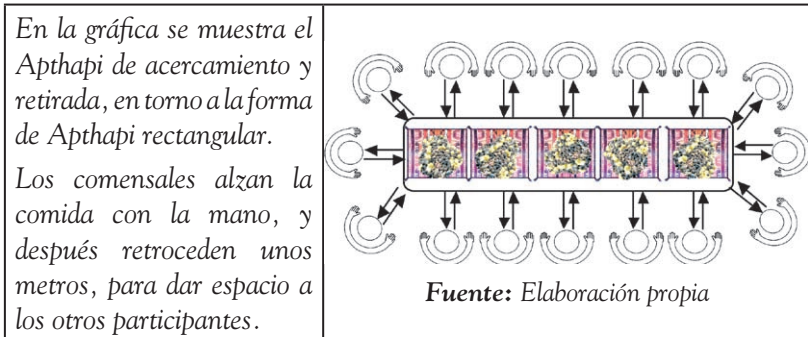 En la gráfica se muestra el
Apthapi de acercamiento y
retirada, en torno a la forma
de Apthapi rectangular.
Los comensales alzan la
comida con la mano, y
después retroceden unos
metros, para dar espacio a
los otros participantes.
Fuente: Elaboración propia